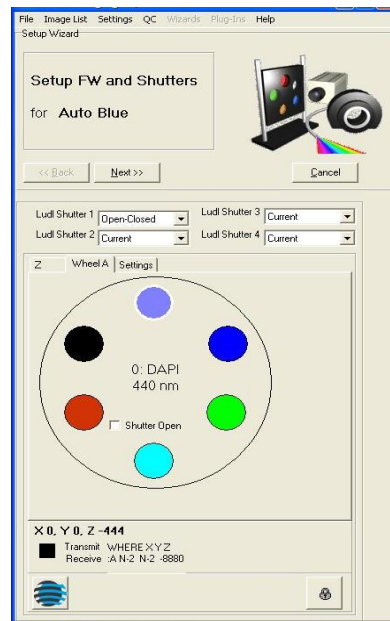 File Image List Settings QC Wizards Plug-Ins Help
Setup Wizard
Setup FW and Shutters
for Auto Blue
<< Back Next >> Cancel
Ludl Shutter 1 Open-Closed Ludl Shutter 3 Current
Ludl Shutter 2 Current Ludl Shutter 4 Current
Z Wheel A Settings
0: DAPI
440 nm
Shutter Open
X 0, Y 0, Z -444
Transmit WHERE X Y Z
Receive :A N-2 N-2 -8880